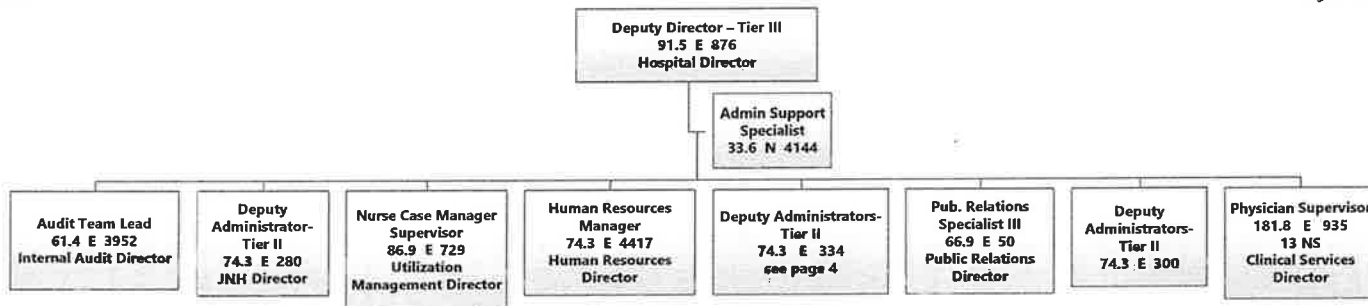 Deputy Director – Tier III
91.5 E 876
Hospital Director
Admin Support
Specialist
33.6 N 4144
Audit Team Lead
61.4 E 3952
Internal Audit Director
Deputy
Administrator-
Tier II
74.3 E 280
JNH Director
Nurse Case Manager
Supervisor
86.9 E 729
Utilization
Management Director
Human Resources
Manager
74.3 E 4417
Human Resources
Director
Deputy Administrators-
Tier II
74.3 E 334
see page 4
Pub. Relations
Specialist III
66.9 E 50
Public Relations
Director
Deputy
Administrators-
Tier II
74.3 E 300
Physician Supervisor
181.8 E 935
13 NS
Clinical Services
Director